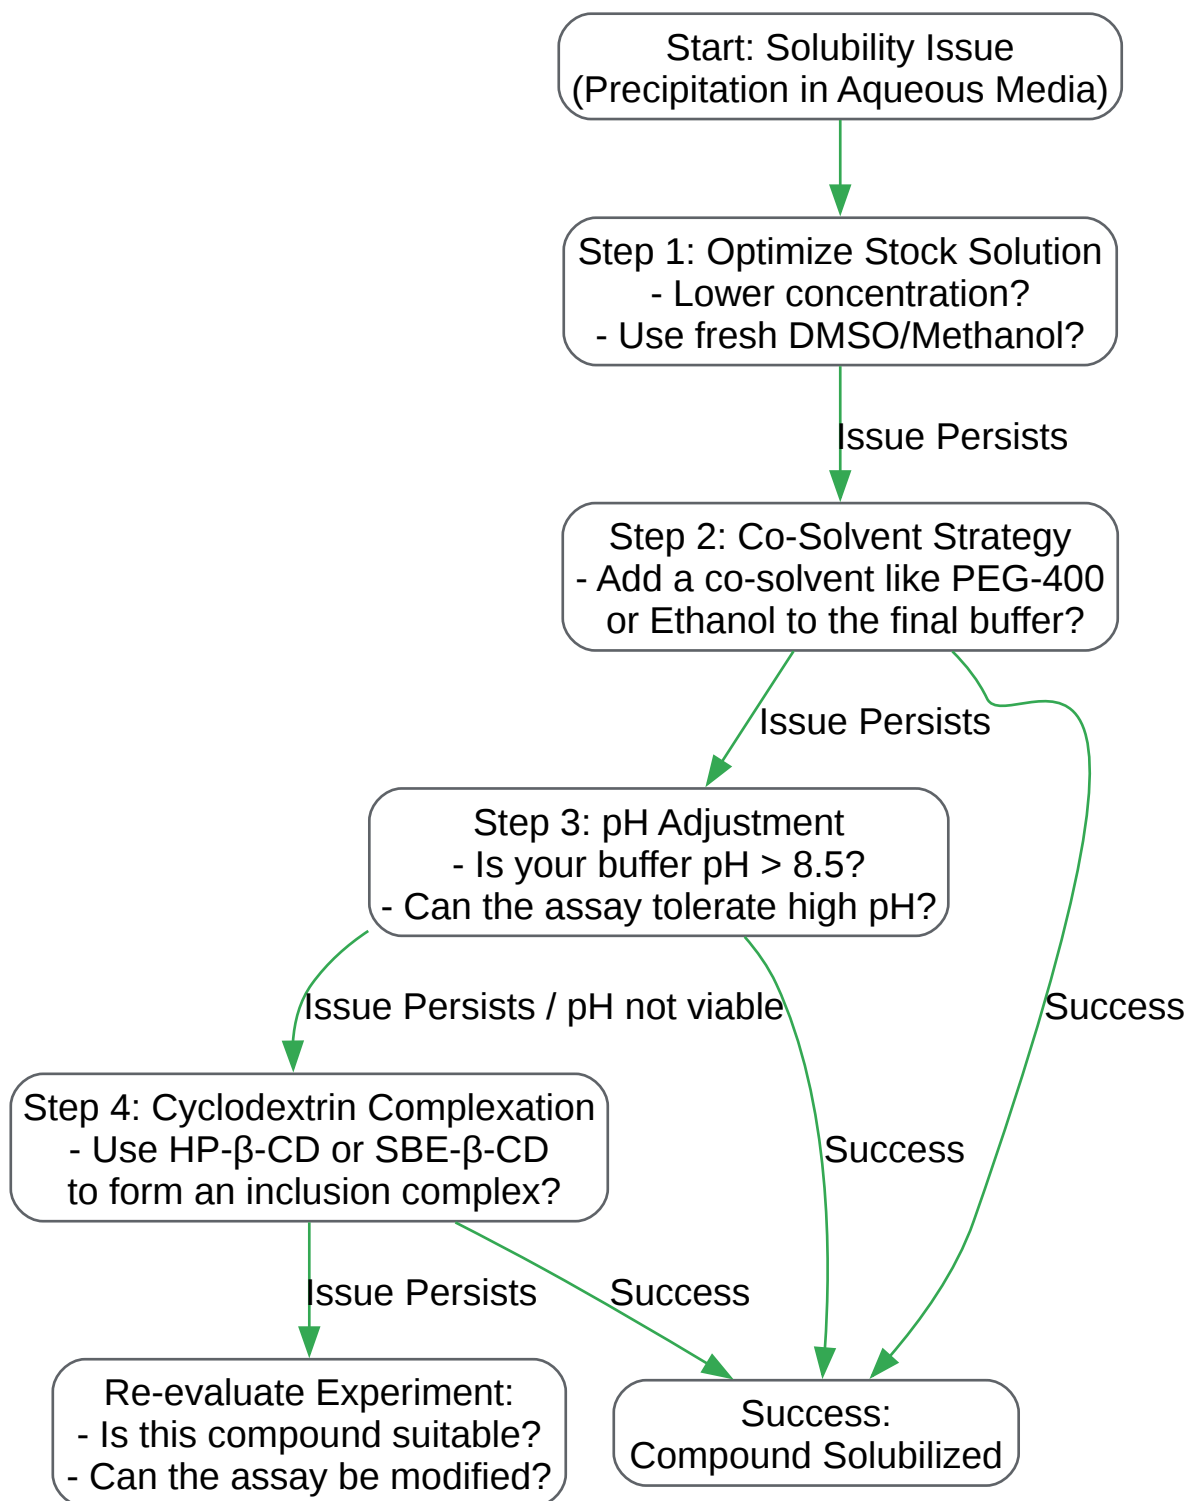 Start: Solubility Issue
(Precipitation in Aqueous Media)
Step 1: Optimize Stock Solution
- Lower concentration?
- Use fresh DMSO/Methanol?
Issue Persists
Step 2: Co-Solvent Strategy
- Add a co-solvent like PEG-400
or Ethanol to the final buffer?
Issue Persists
Step 3: pH Adjustment
- Is your buffer pH > 8.5?
- Can the assay tolerate high pH?
Issue Persists / pH not viable
Success
Step 4: Cyclodextrin Complexation
- Use HP-β-CD or SBE-β-CD
to form an inclusion complex?
Success
Issue Persists
Success
Re-evaluate Experiment:
- Is this compound suitable?
- Can the assay be modified?
Success:
Compound Solubilized